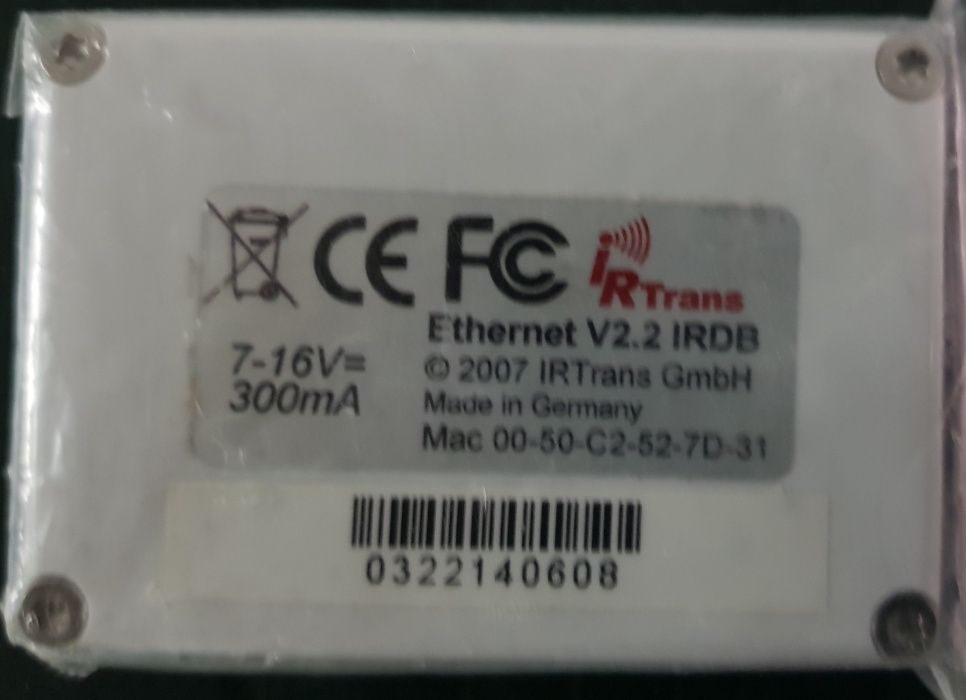 CE FC iRTrans
Ethernet V2.2 IRDB
7-16V=
300mA
© 2007 IRTrans GmbH
Made in Germany
Mac 00-50-C2-52-7D-31
0322140608